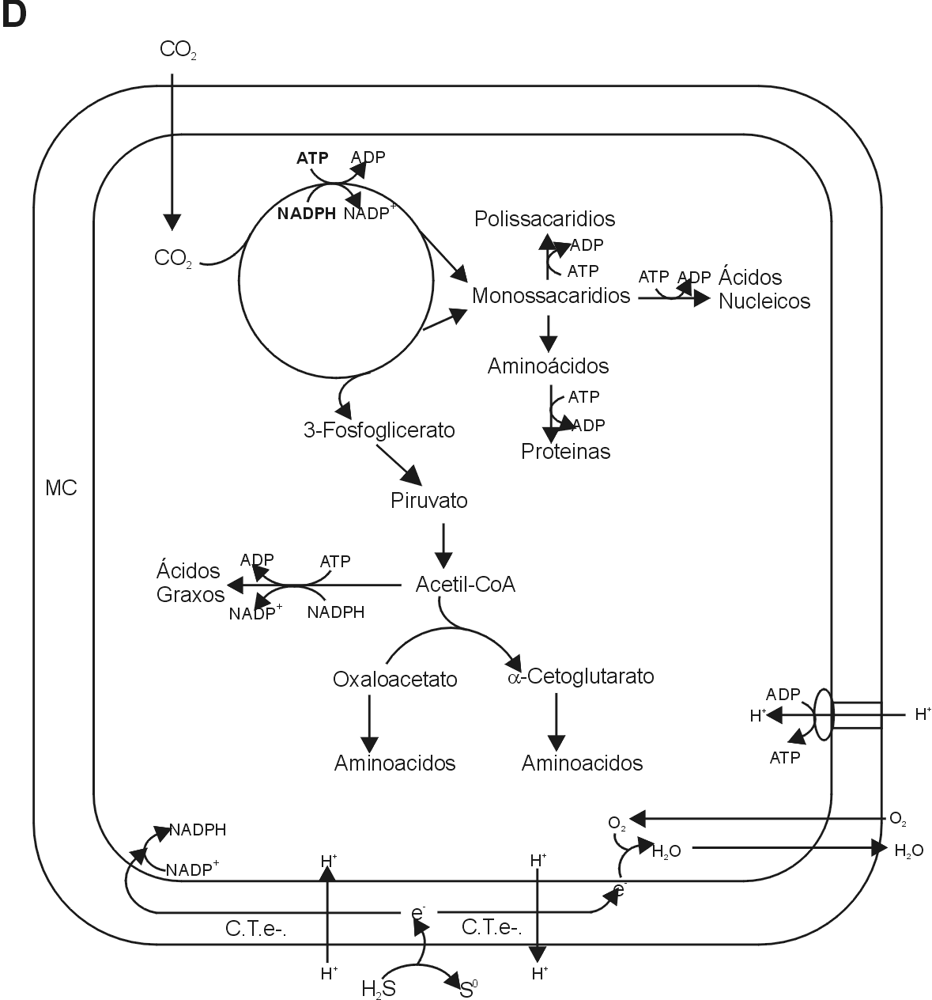 D
CO₂
ATP ADP
NADPH NADP⁺
CO₂
Polissacaridios
ADP
ATP
Monossacaridios
ATP ADP
Ácidos
Nucleicos
Aminoácidos
ATP
ADP
Proteinas
3-Fosfoglicerato
MC
Piruvato
Ácidos
Graxos
ADP ATP
Acetil-CoA
NADP⁺ NADPH
Oxaloacetato
α-Cetoglutarato
ADP
H⁺ H⁺
ATP
Aminoacidos
Aminoacidos
O₂ O₂
NADPH
NADP⁺
H₂O H₂O
H⁺ H⁺
e⁻
e⁻
C.T.e-. C.T.e-.
H⁺ H⁺
H₂S S⁰